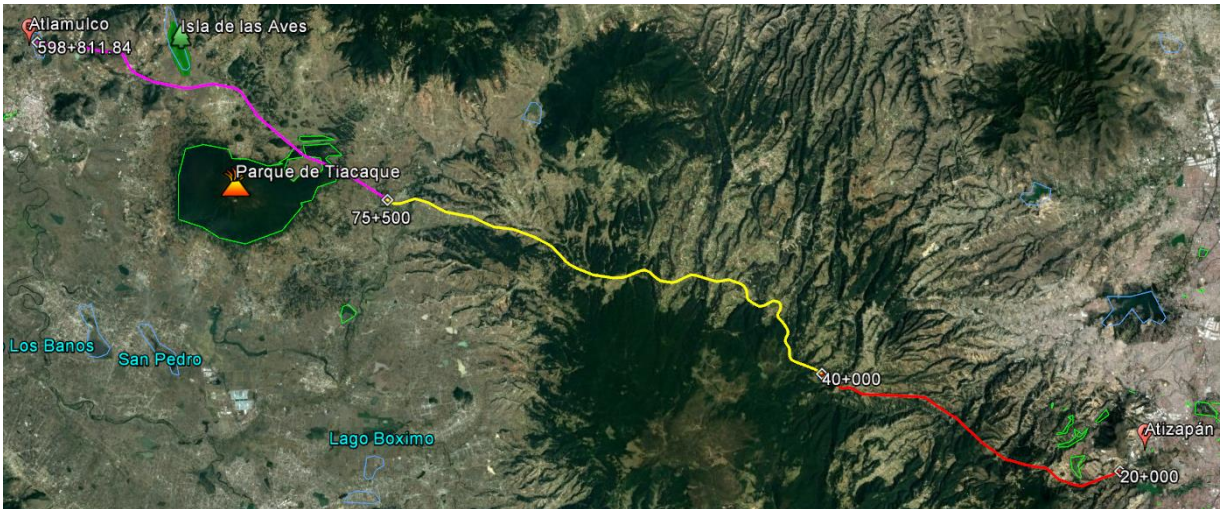 Atlamulco
Isla de las Aves
598+811.84
Parque de Tiacaque
75+500
Los Banos
San Pedro
40+000
Lago Boximo
Atizapán
20+000